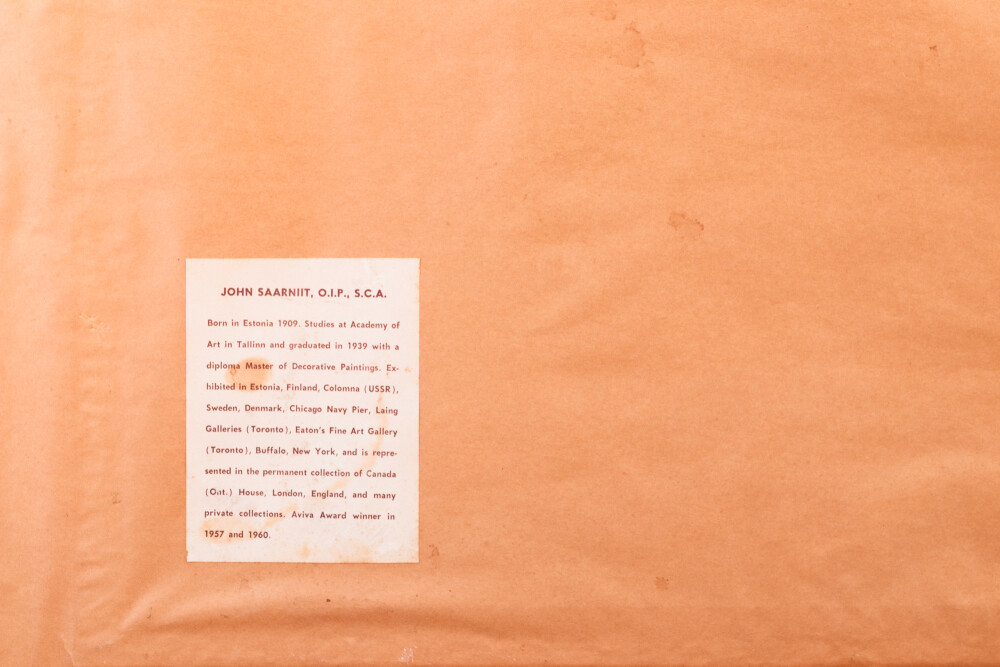 JOHN SAARNIIT, O.I.P., S.C.A.
Born in Estonia 1909. Studies at Academy of
Art in Tallinn and graduated in 1939 with a
diploma Master of Decorative Paintings. Ex-
hibited in Estonia, Finland, Colomna (USSR),
Sweden, Denmark, Chicago Navy Pier, Laing
Galleries (Toronto), Eaton's Fine Art Gallery
(Toronto), Buffalo, New York, and is repre-
sented in the permanent collection of Canada
(Ont.) House, London, England, and many
private collections. Aviva Award winner in
1957 and 1960.